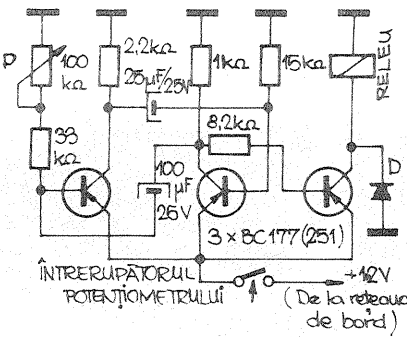 P
100
kΩ
2,2kΩ
25μF/25V
1kΩ
15kΩ
RELEU
33
kΩ
8,2kΩ
100
μF
25V
D
3 × BC177 (251)
ÎNTRERUPĂTORUL
POTENȚIOMETRULUI
+12V
(De la rețeaua
de bord)